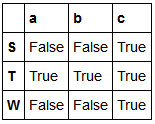 a b c
S False False True
T True True True
W False False True